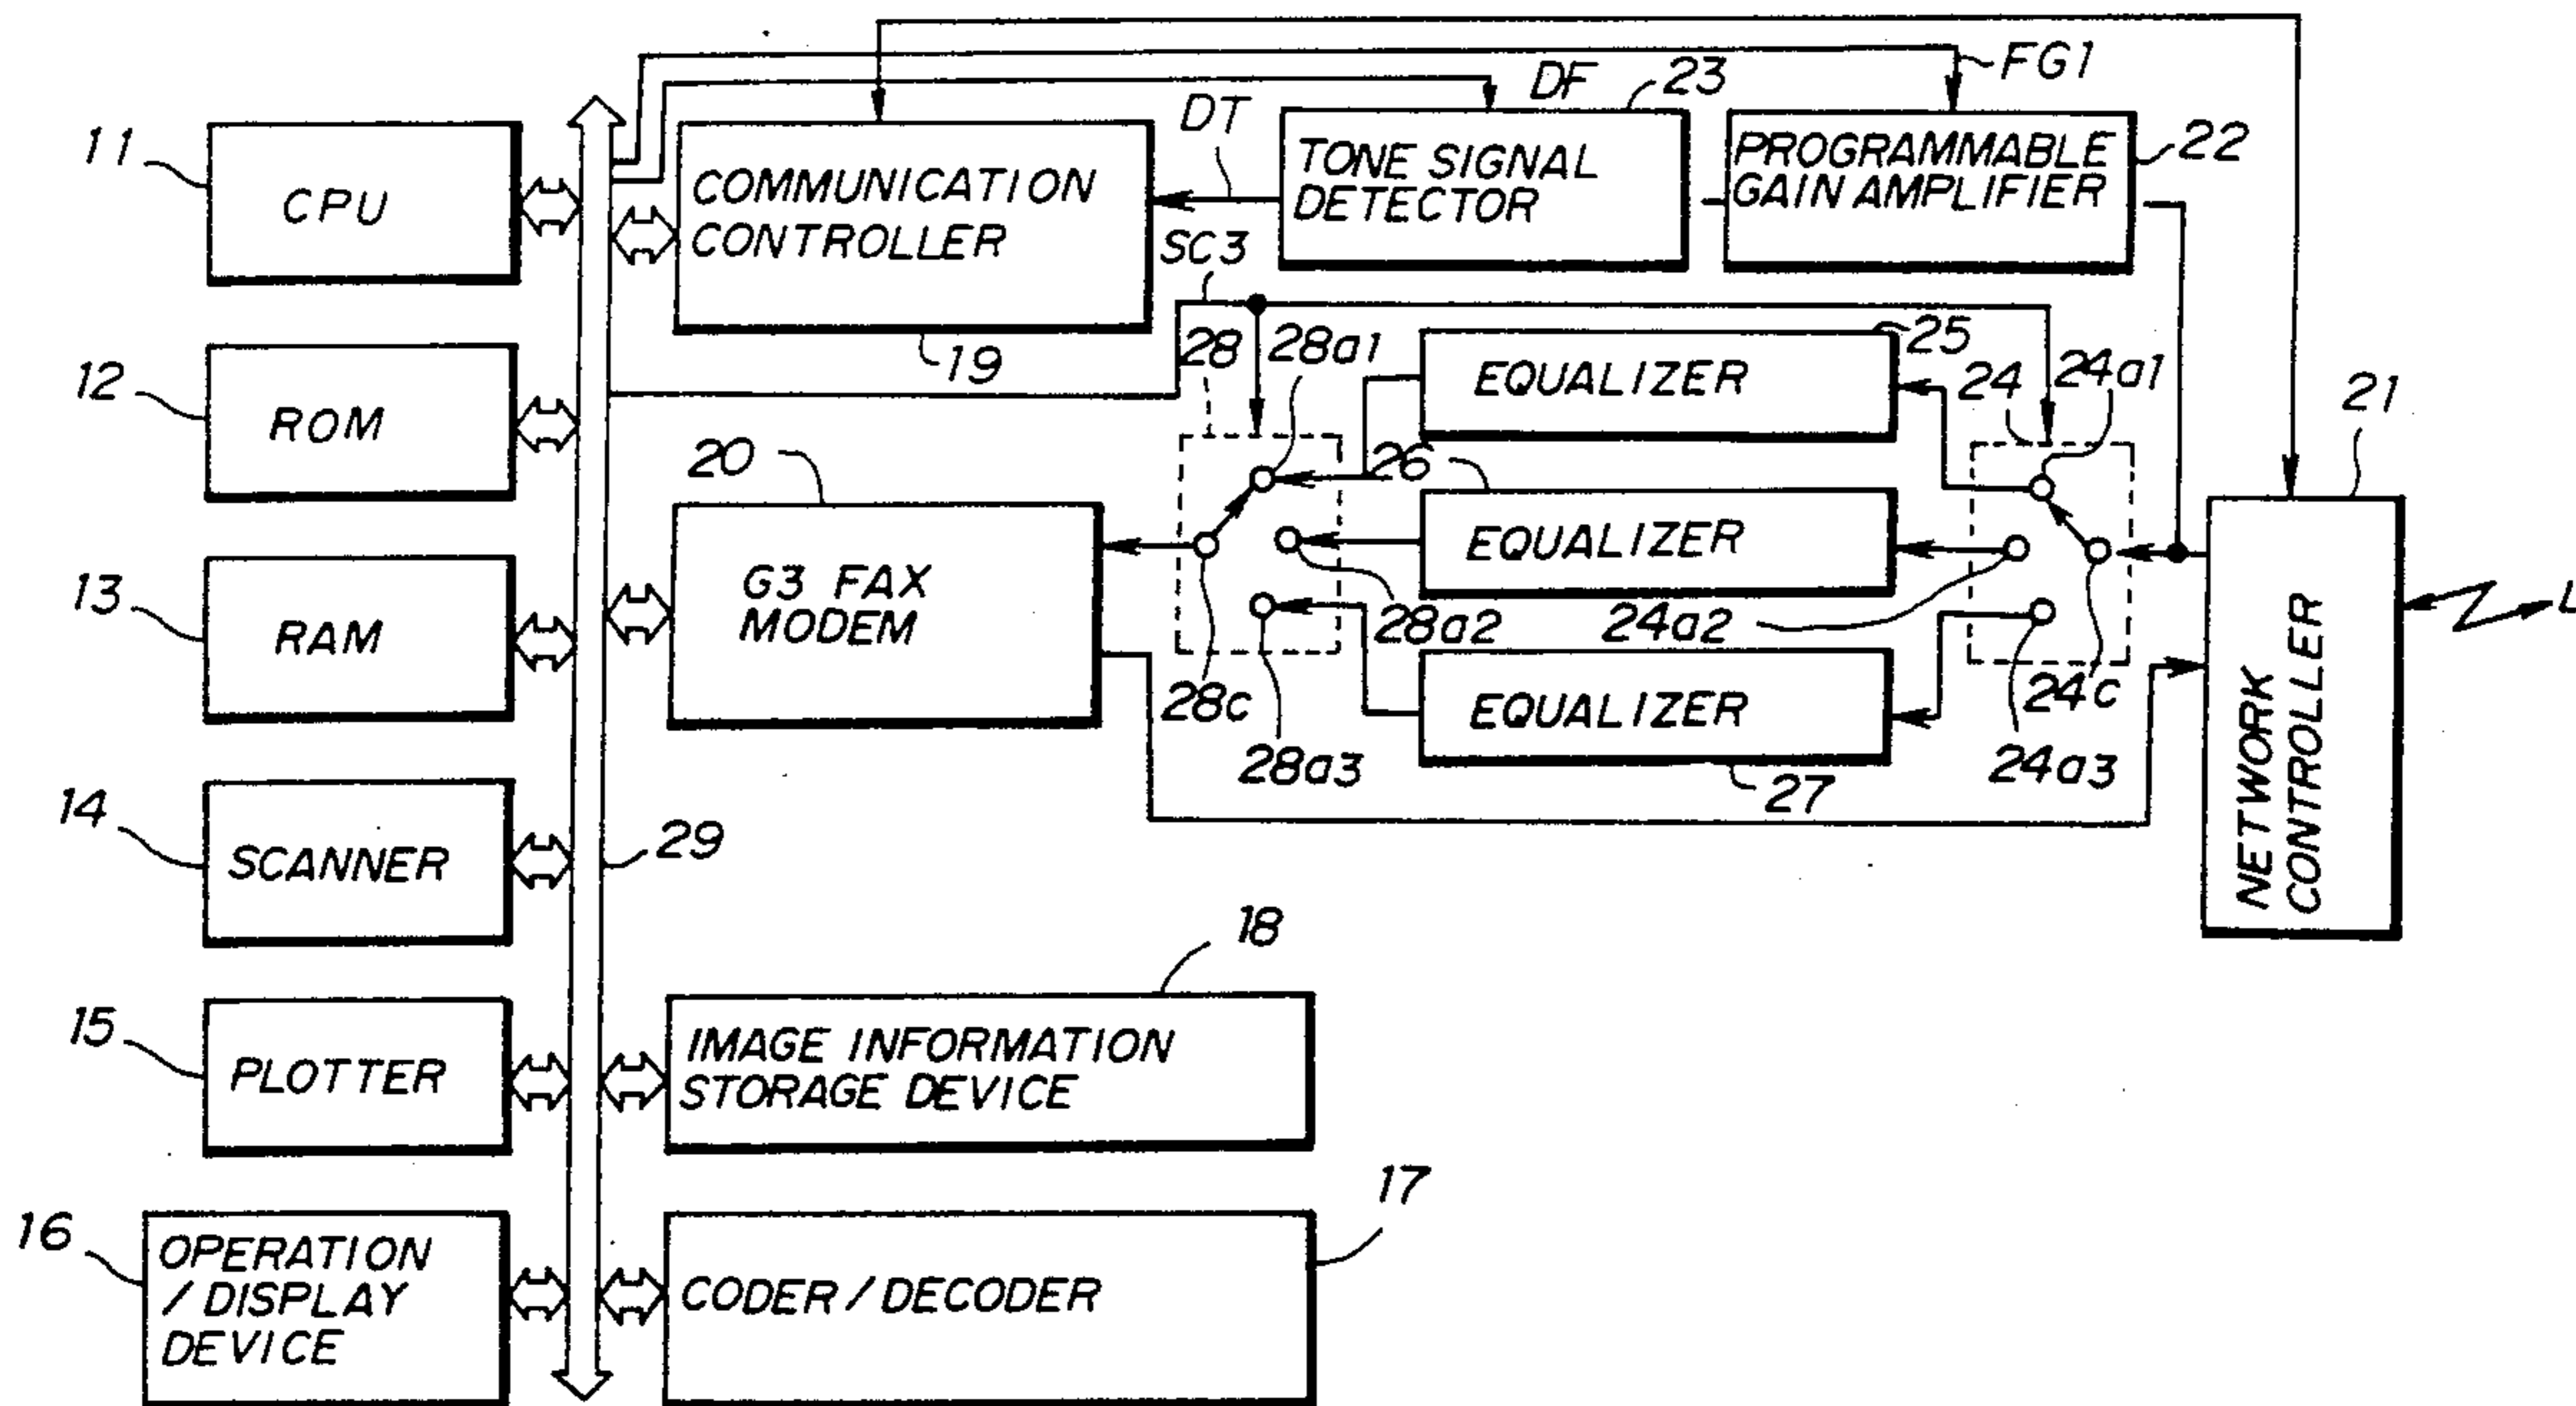 FG1
DF
23
DT
11
CPU
COMMUNICATION
CONTROLLER
TONE SIGNAL
DETECTOR
PROGRAMMABLE
GAIN AMPLIFIER
22
SC3
19
28
28a1
25
EQUALIZER
24
24a1
21
12
ROM
20
26
EQUALIZER
13
RAM
G3 FAX
MODEM
28a2
24a2
L
28c
EQUALIZER
24c
28a3
27
24a3
NETWORK
CONTROLLER
14
SCANNER
29
18
15
PLOTTER
IMAGE INFORMATION
STORAGE DEVICE
17
16
OPERATION
/DISPLAY
DEVICE
CODER/DECODER